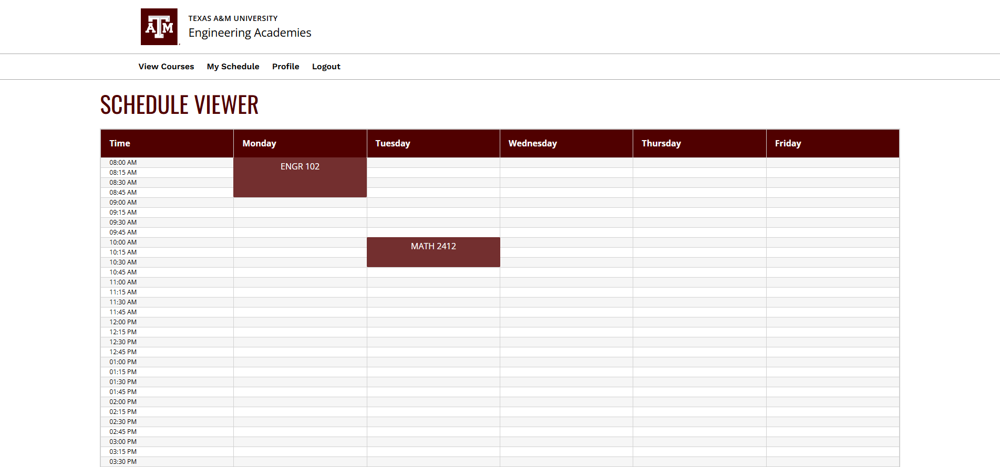 ATM
TEXAS A&M UNIVERSITY
Engineering Academies
View Courses My Schedule Profile Logout
SCHEDULE VIEWER
Time Monday Tuesday Wednesday Thursday Friday
08:00 AM ENGR 102
08:15 AM
08:30 AM
08:45 AM
09:00 AM
09:15 AM
09:30 AM
09:45 AM
10:00 AM MATH 2412
10:15 AM
10:30 AM
10:45 AM
11:00 AM
11:15 AM
11:30 AM
11:45 AM
12:00 PM
12:15 PM
12:30 PM
12:45 PM
01:00 PM
01:15 PM
01:30 PM
01:45 PM
02:00 PM
02:15 PM
02:30 PM
02:45 PM
03:00 PM
03:15 PM
03:30 PM